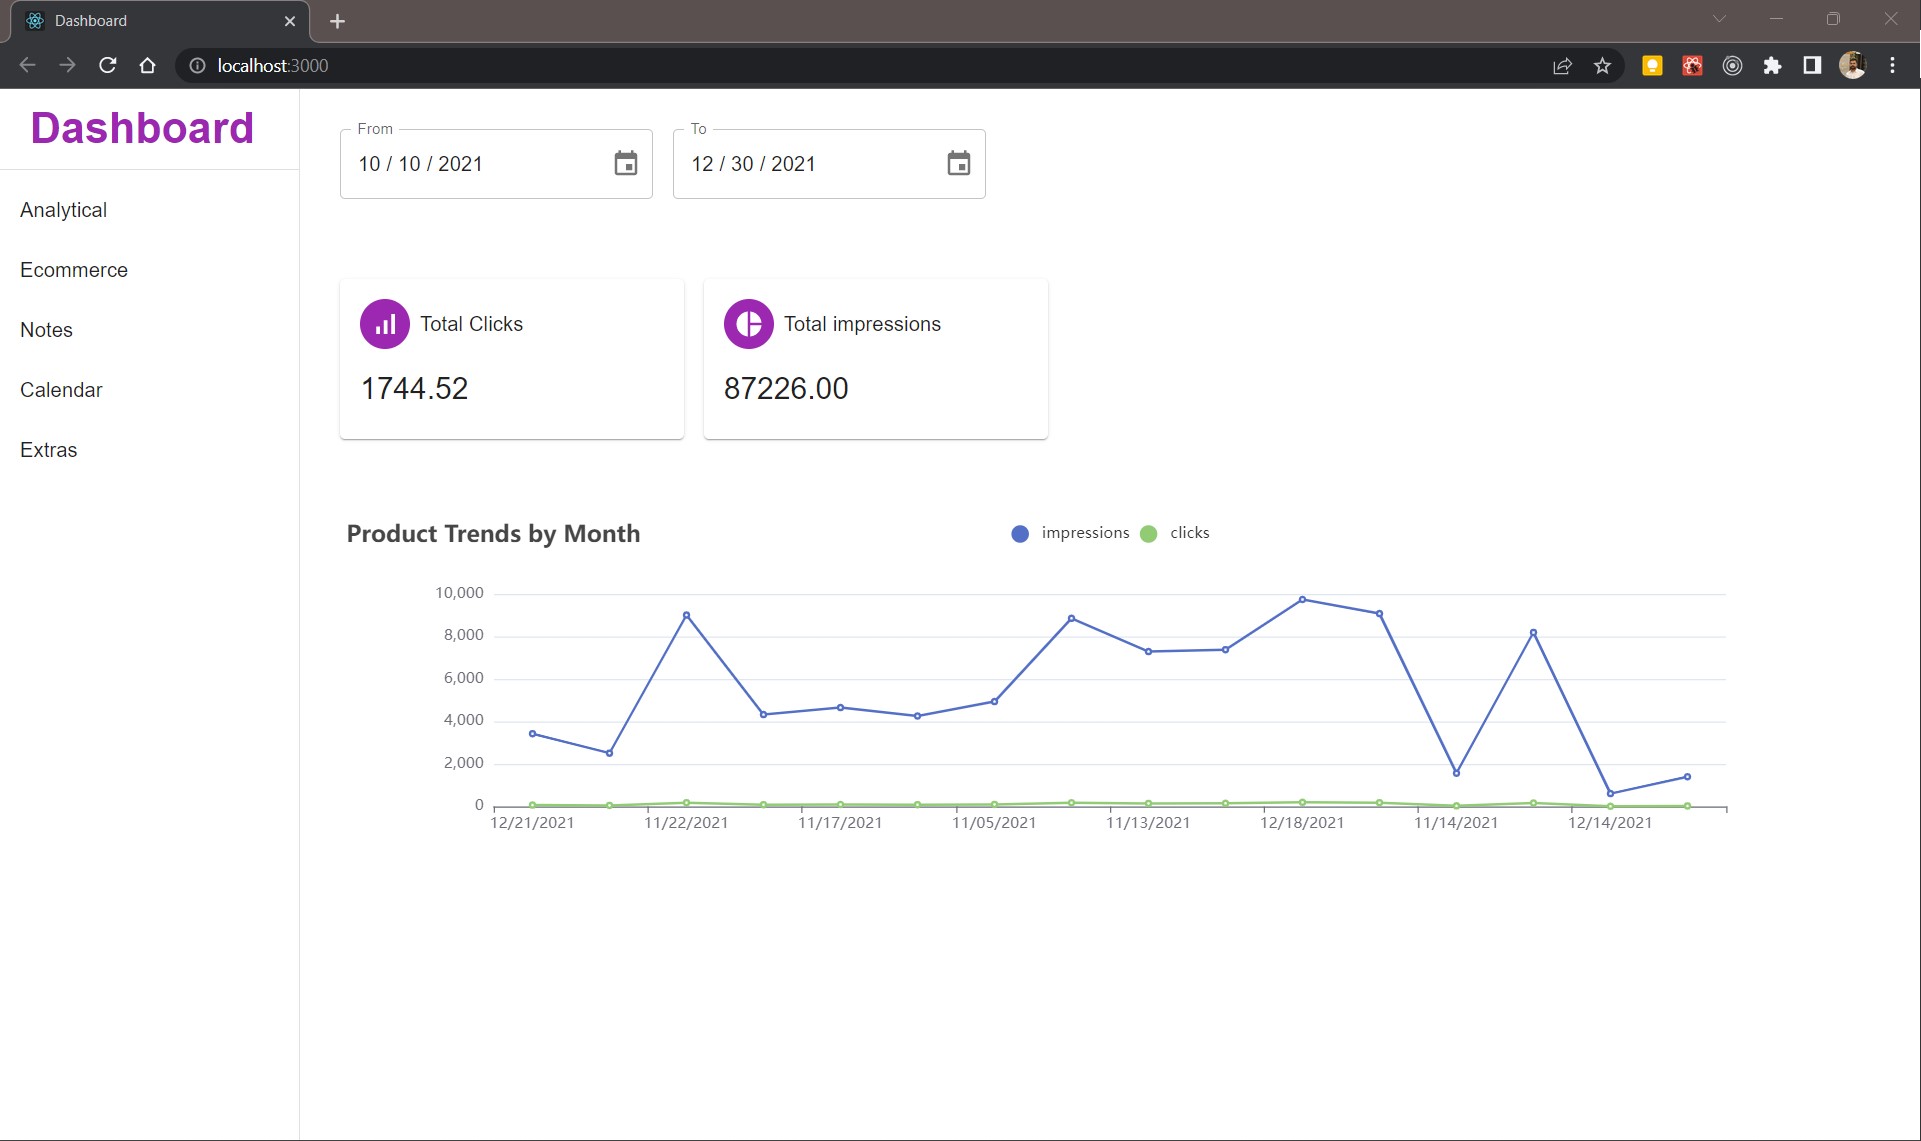 Dashboard
localhost:3000
Dashboard
Analytical
Ecommerce
Notes
Calendar
Extras
From
10 / 10 / 2021
To
12 / 30 / 2021
Total Clicks
1744.52
Total impressions
87226.00
Product Trends by Month
impressions
clicks
10,000
8,000
6,000
4,000
2,000
0
12/21/2021 11/22/2021 11/17/2021 11/05/2021 11/13/2021 12/18/2021 11/14/2021 12/14/2021